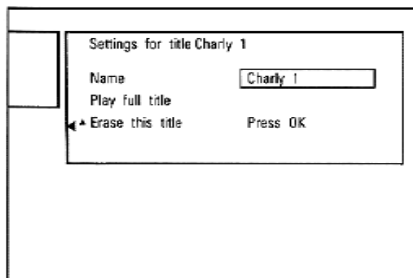 Settings for title Charly 1
Name Charly 1
Play full title
Erase this title Press OK